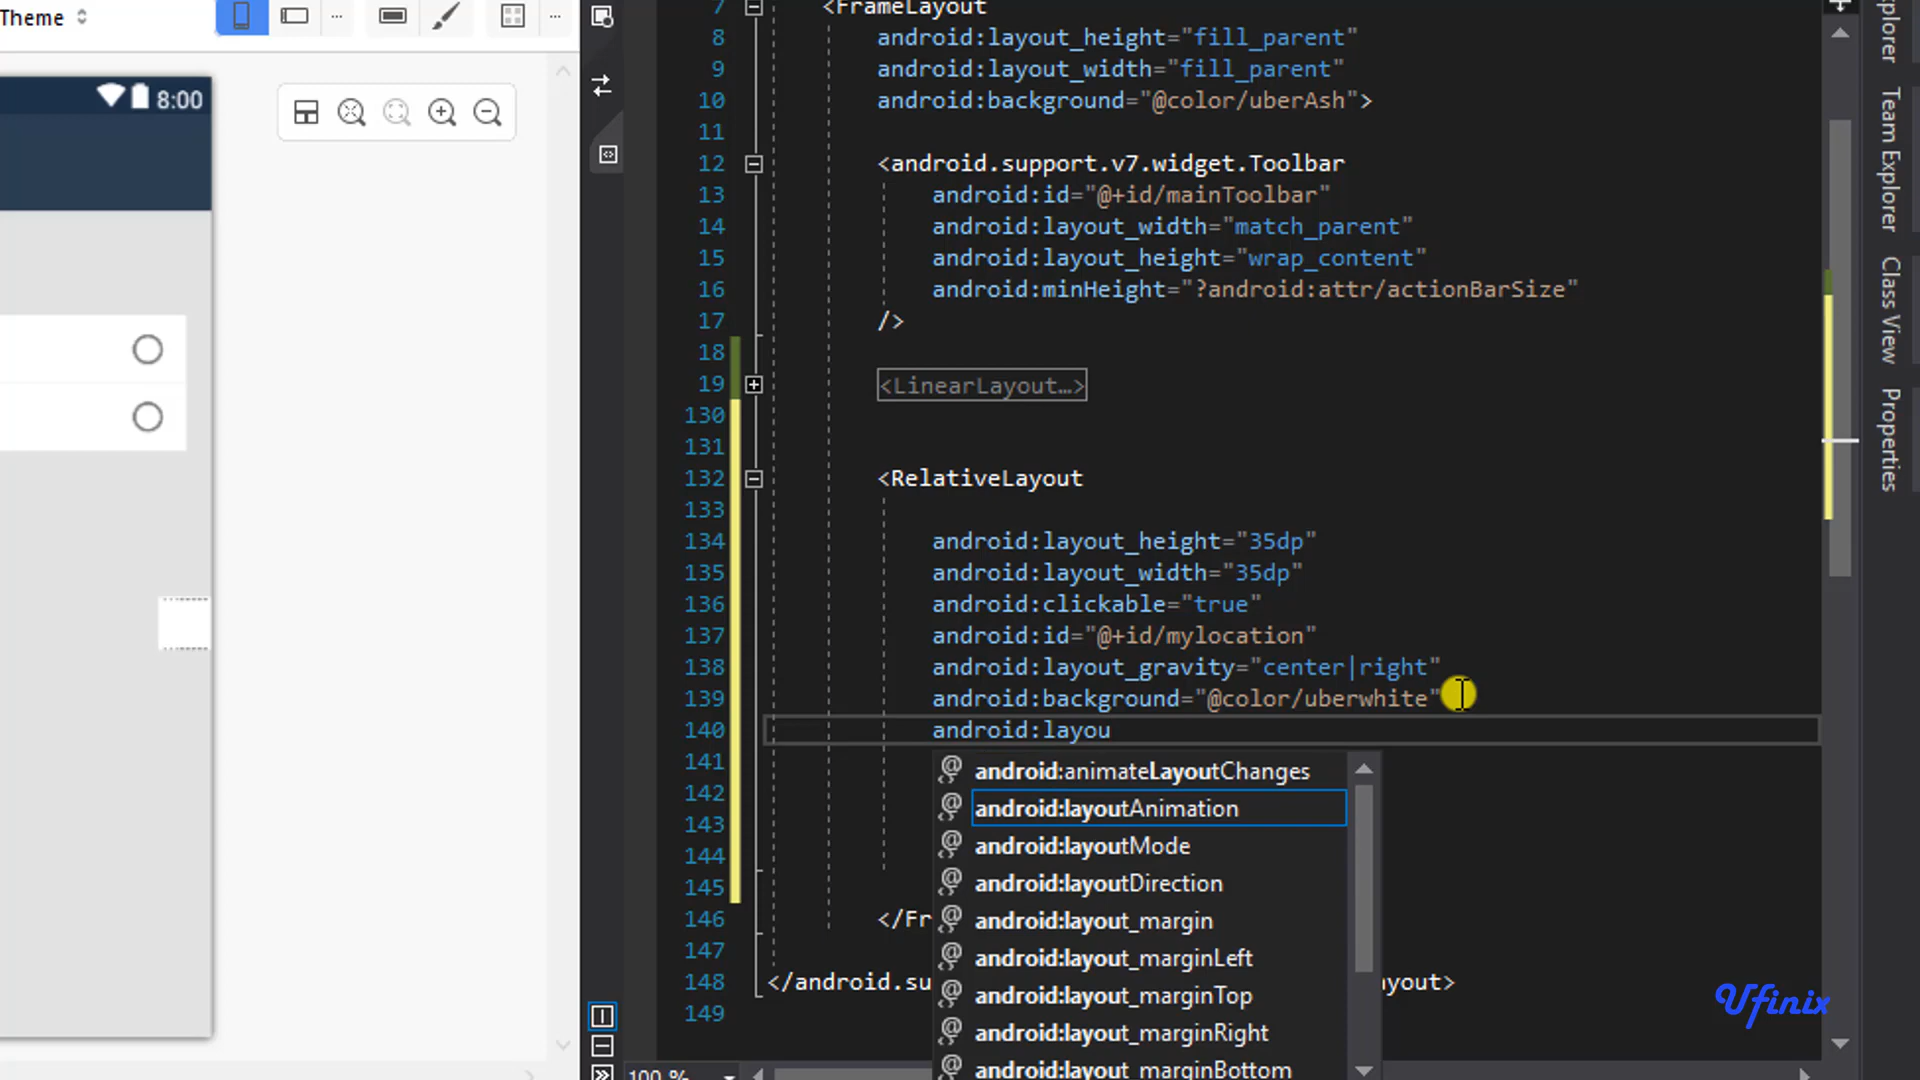 Theme
8:00
7 <FrameLayout
8 android:layout_height="fill_parent"
9 android:layout_width="fill_parent"
10 android:background="@color/uberAsh">
11
12 <android.support.v7.widget.Toolbar
13 android:id="@+id/mainToolbar"
14 android:layout_width="match_parent"
15 android:layout_height="wrap_content"
16 android:minHeight="?android:attr/actionBarSize"
17 />
18
19 <LinearLayout…>
130
131
132 <RelativeLayout
133
134 android:layout_height="35dp"
135 android:layout_width="35dp"
136 android:clickable="true"
137 android:id="@+id/mylocation"
138 android:layout_gravity="center|right"
139 android:background="@color/uberwhite"
140 android:layou
141
android:animateLayoutChanges
142
android:layoutAnimation
143
android:layoutMode
144
android:layoutDirection
145
146 </Fr
android:layout_margin
147
android:layout_marginLeft
148 </android.su
yout>
android:layout_marginTop
149
android:layout_marginRight
android:layout_marginBottom
100 %
Explorer
Team Explorer
Class View
Properties
Ufinix